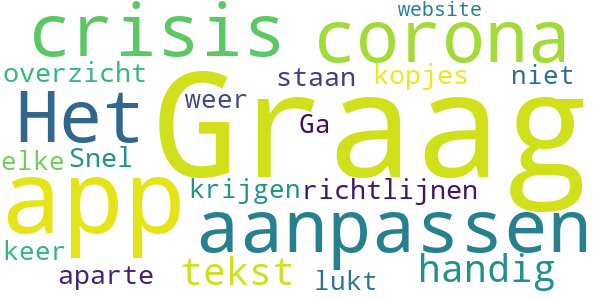 website
crisis corona
overzicht staan kopjes niet
Het weer Graag
Ga
elke Snel
app krijgen richtlijnen
aanpassen
keer
aparte tekst lukt handig